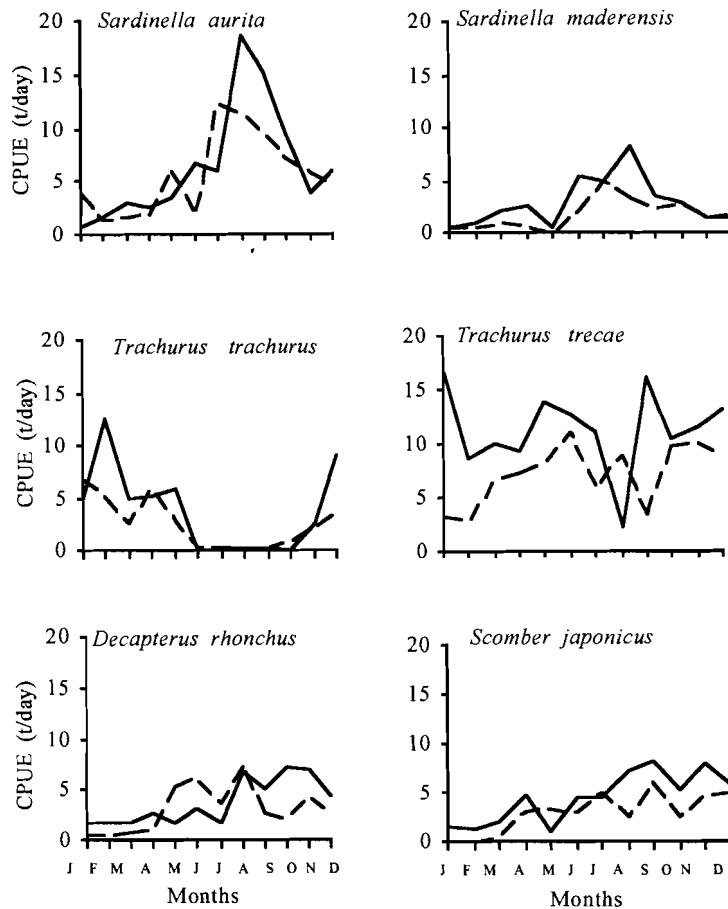 Sardinella aurita
Sardinella maderensis
CPUE (t/day)
20
15
10
5
0
20
15
10
5
0
Trachurus trachurus
Trachurus trecae
CPUE (t/day)
20
15
10
5
0
20
15
10
5
0
Decapterus rhonchus
Scomber japonicus
CPUE (t/day)
20
15
10
5
0
20
15
10
5
0
J F M A M J J A S O N D
J F M A M J J A S O N D
Months
Months